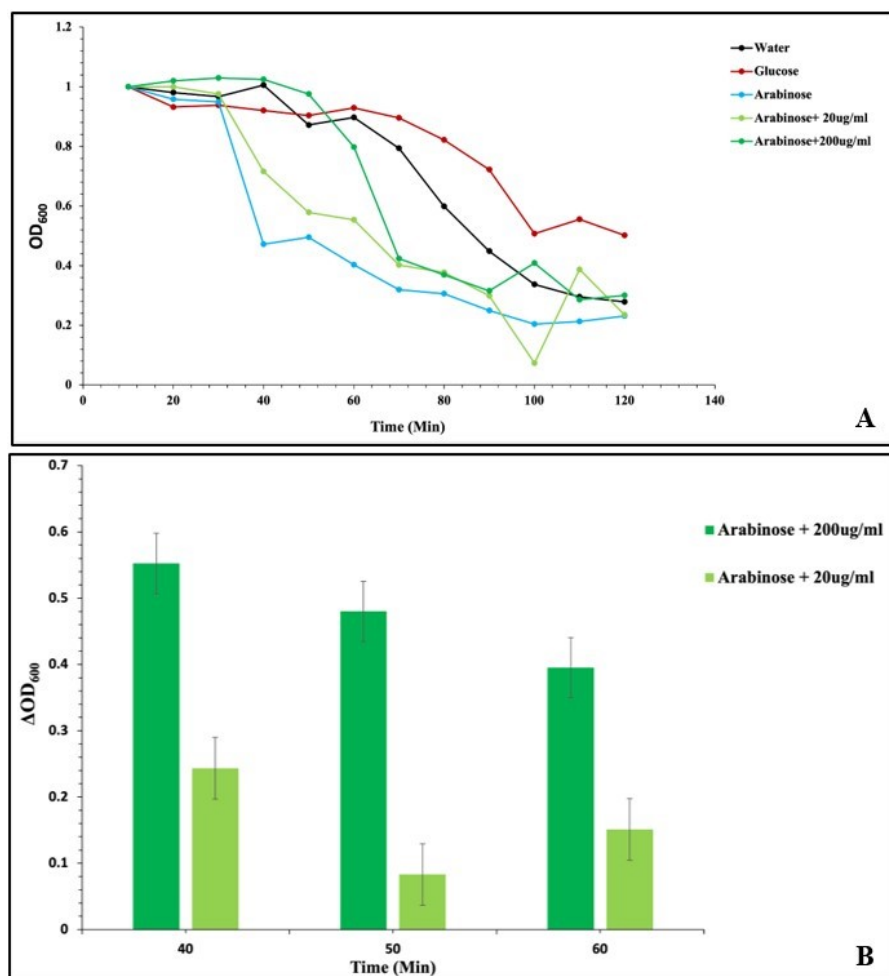 1.2
1
0.8
0.6
0.4
0.2
0
OD600
0 20 40 60 80 100 120 140
Time (Min)
Water
Glucose
Arabinose
Arabinose+ 20ug/ml
Arabinose+200ug/ml
A
0.7
0.6
0.5
0.4
0.3
0.2
0.1
0
ΔOD600
40 50 60
Time (Min)
Arabinose + 200ug/ml
Arabinose + 20ug/ml
B